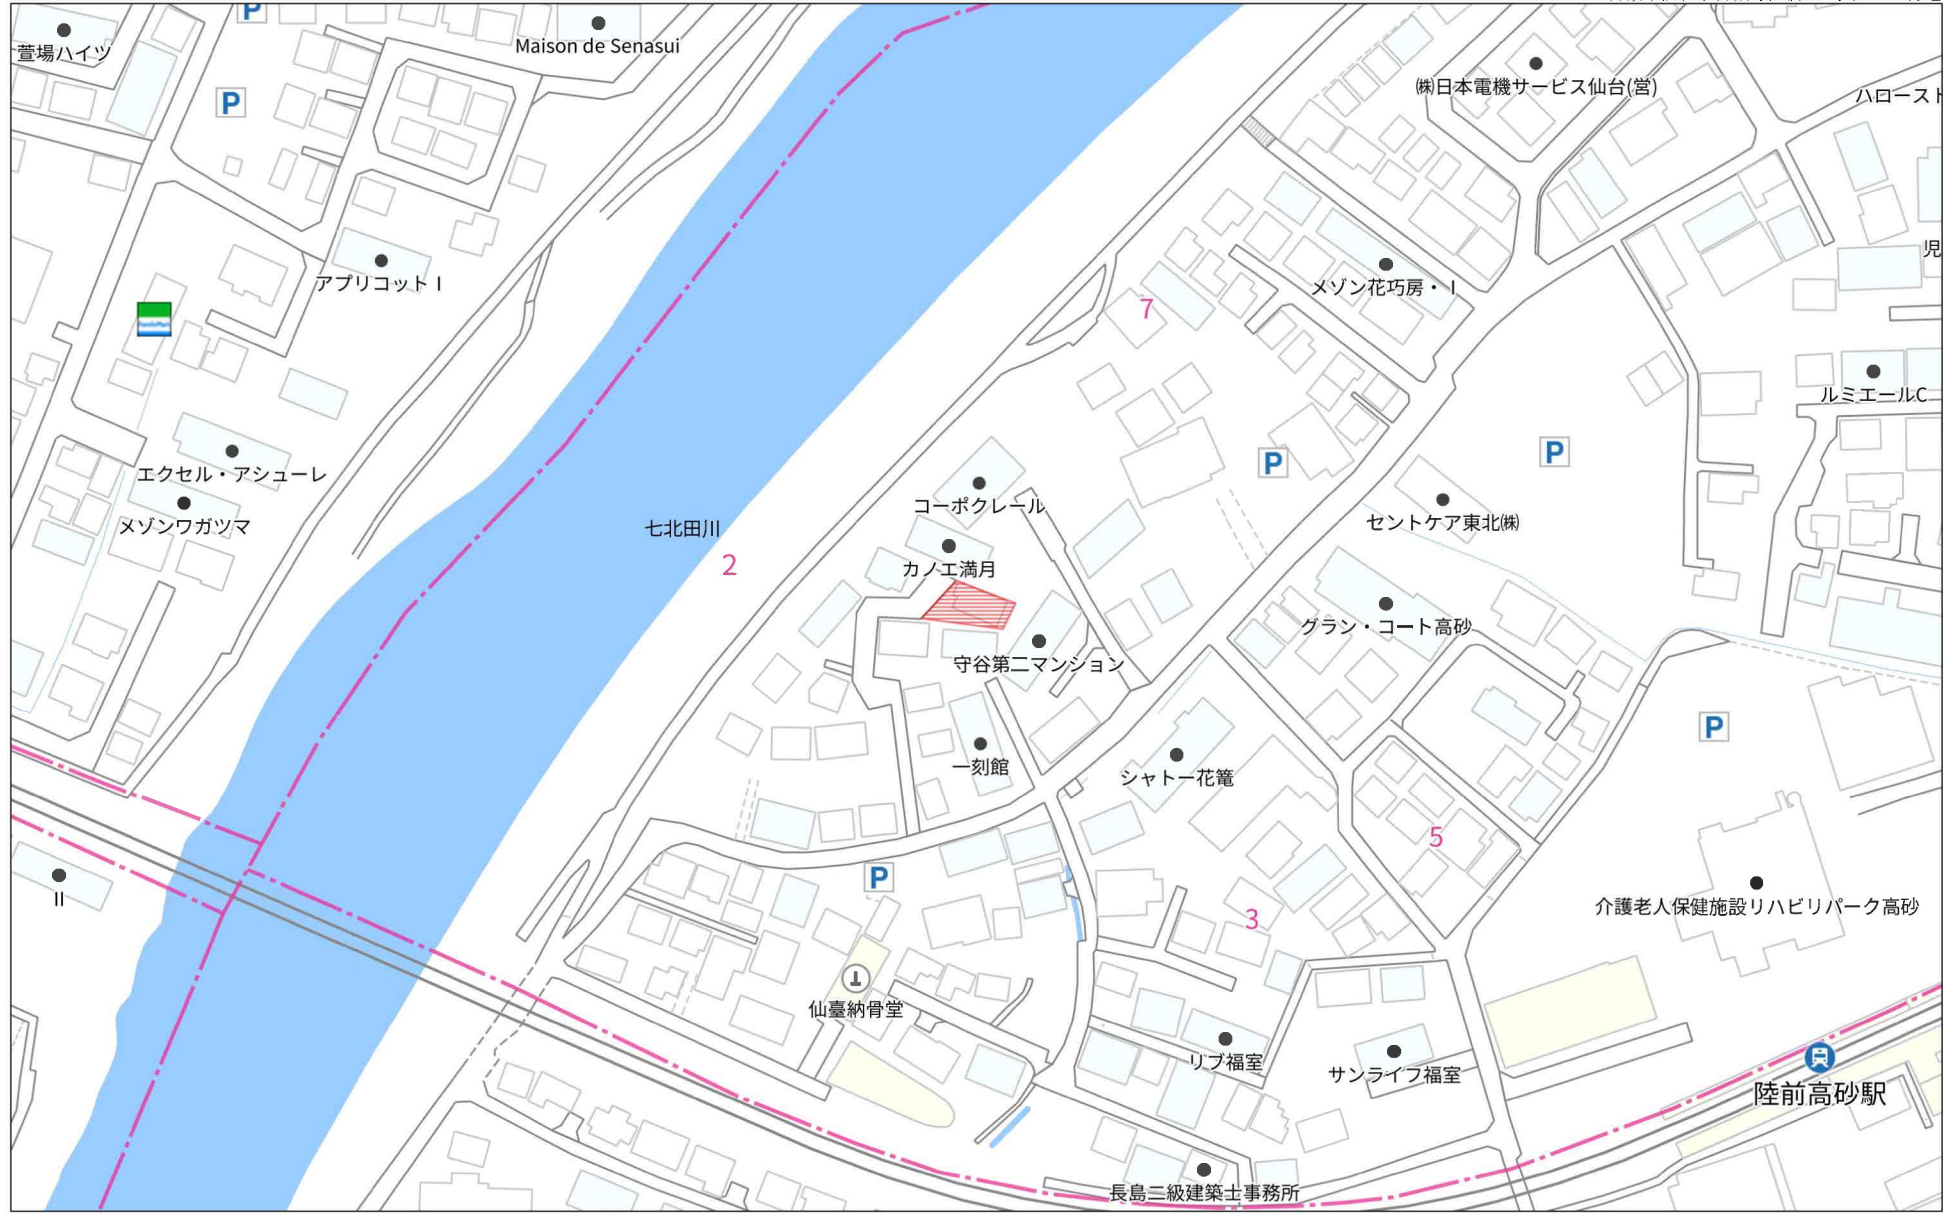 P
萱場ハイツ
Maison de Senasui
㈱日本電機サービス仙台(営)
P
アプリコットⅠ
FamilyMart
メゾン花巧房・Ⅰ
7
ルミエールC
エクセル・アシューレ
メゾンワガツマ
P
P
コーポクレール
セントケア東北㈱
七北田川
2
カノエ満月
グラン・コート高砂
守谷第二マンション
P
一刻館
シャトー花篭
5
II
P
介護老人保健施設リハビリパーク高砂
3
仙臺納骨堂
リブ福室
サンライフ福室
陸前高砂駅
長島二級建築士事務所
ハロースト
児